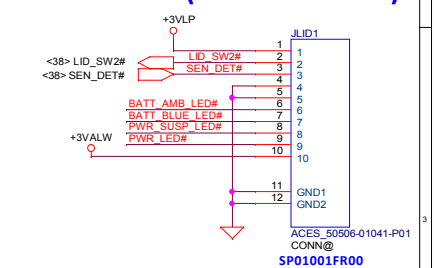 +3VLP
JLID1
<38> LID_SW2# LID_SW2#
<38> SEN_DET# SEN_DET#
1 1
2 2
3 3
4 4
5 5
BATT_AMB_LED# 6 6
BATT_BLUE_LED# 7 7
PWR_SUSP_LED# 8 8
PWR_LED# 9 9
+3VALW 10 10
11 GND1
12 GND2
3
ACES_50506-01041-P01
CONN@
SP01001FR00